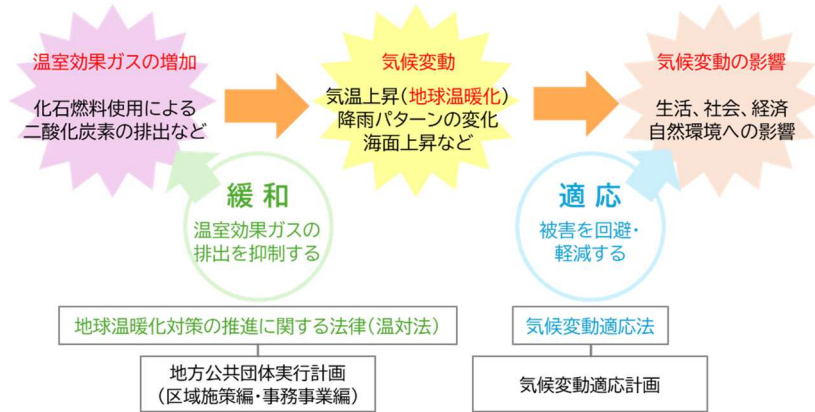 温室効果ガスの増加
化石燃料使用による
二酸化炭素の排出など
気候変動
気温上昇(地球温暖化)
降雨パターンの変化
海面上昇など
気候変動の影響
生活、社会、経済
自然環境への影響
緩和
温室効果ガスの
排出を抑制する
適応
被害を回避・
軽減する
地球温暖化対策の推進に関する法律(温対法)
地方公共団体実行計画
(区域施策編・事務事業編)
気候変動適応法
気候変動適応計画